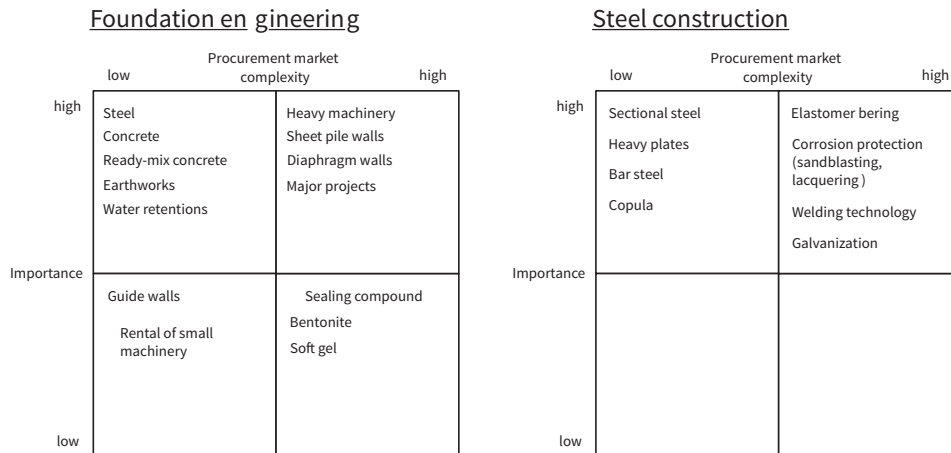 Foundation en gineering
Procurement market
complexity
low
high
high
Steel
Concrete
Ready-mix concrete
Earthworks
Water retentions
Heavy machinery
Sheet pile walls
Diaphragm walls
Major projects
Importance
Guide walls
Rental of small
machinery
Sealing compound
Bentonite
Soft gel
low
Steel construction
Procurement market
complexity
low
high
high
Sectional steel
Heavy plates
Bar steel
Copula
Elastomer bering
Corrosion protection
(sandblasting,
lacquering )
Welding technology
Galvanization
Importance
low